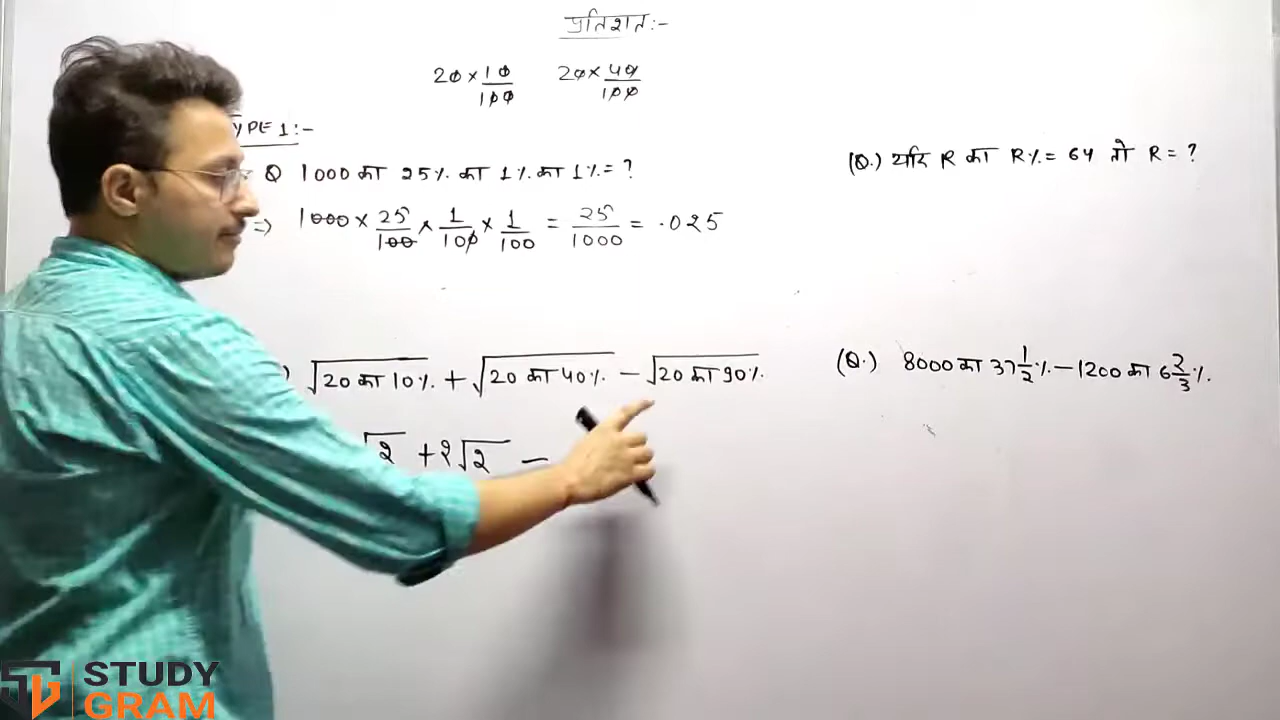 प्रतिशत:-
20 × 10/100 20 × 40/100
YPE 1:-
Q 1000 का 25% का 1% का 1% = ?
⇒ 1000 × 25/100 × 1/100 × 1/100 = 25/1000 = .025
(Q.) यदि R का R% = 64 तो R = ?
) √20 का 10% + √20 का 40% − √20 का 90%
√2 + 2√2 −
(Q.) 8000 का 37 1/2% − 1200 का 6 2/3%
STUDY
GRAM